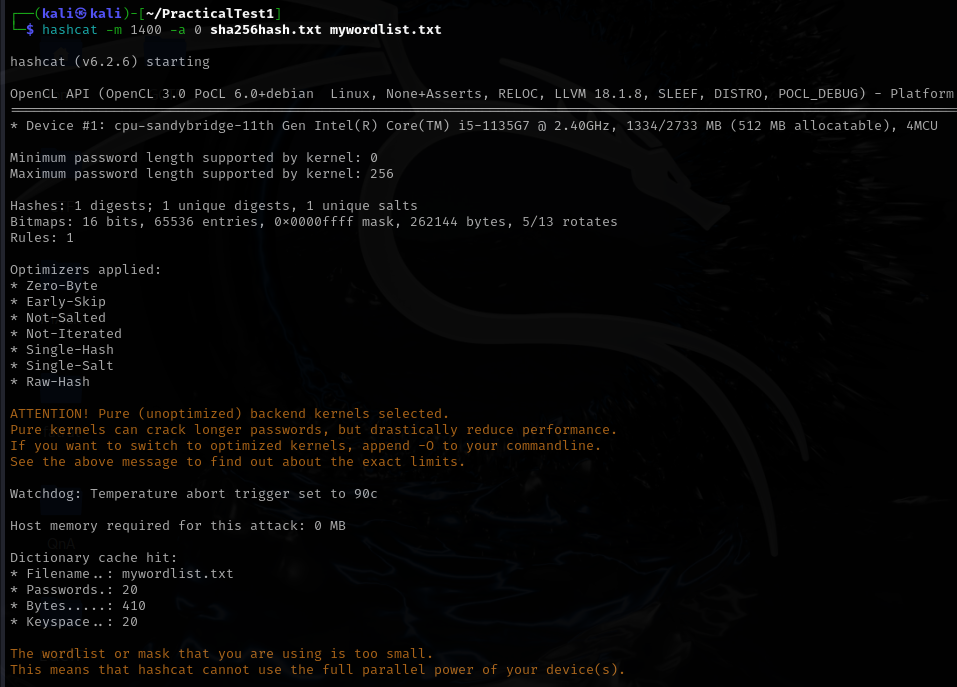 ┌──(kali㉿kali)-[~/PracticalTest1]
└─$ hashcat -m 1400 -a 0 sha256hash.txt mywordlist.txt
hashcat (v6.2.6) starting
OpenCL API (OpenCL 3.0 PoCL 6.0+debian  Linux, None+Asserts, RELOC, LLVM 18.1.8, SLEEF, DISTRO, POCL_DEBUG) - Platform
* Device #1: cpu-sandybridge-11th Gen Intel(R) Core(TM) i5-1135G7 @ 2.40GHz, 1334/2733 MB (512 MB allocatable), 4MCU
Minimum password length supported by kernel: 0
Maximum password length supported by kernel: 256
Hashes: 1 digests; 1 unique digests, 1 unique salts
Bitmaps: 16 bits, 65536 entries, 0x0000ffff mask, 262144 bytes, 5/13 rotates
Rules: 1
Optimizers applied:
* Zero-Byte
* Early-Skip
* Not-Salted
* Not-Iterated
* Single-Hash
* Single-Salt
* Raw-Hash
ATTENTION! Pure (unoptimized) backend kernels selected.
Pure kernels can crack longer passwords, but drastically reduce performance.
If you want to switch to optimized kernels, append -O to your commandline.
See the above message to find out about the exact limits.
Watchdog: Temperature abort trigger set to 90c
Host memory required for this attack: 0 MB
QnA
Dictionary cache hit:
* Filename..: mywordlist.txt
* Passwords.: 20
* Bytes.....: 410
* Keyspace..: 20
The wordlist or mask that you are using is too small.
This means that hashcat cannot use the full parallel power of your device(s).